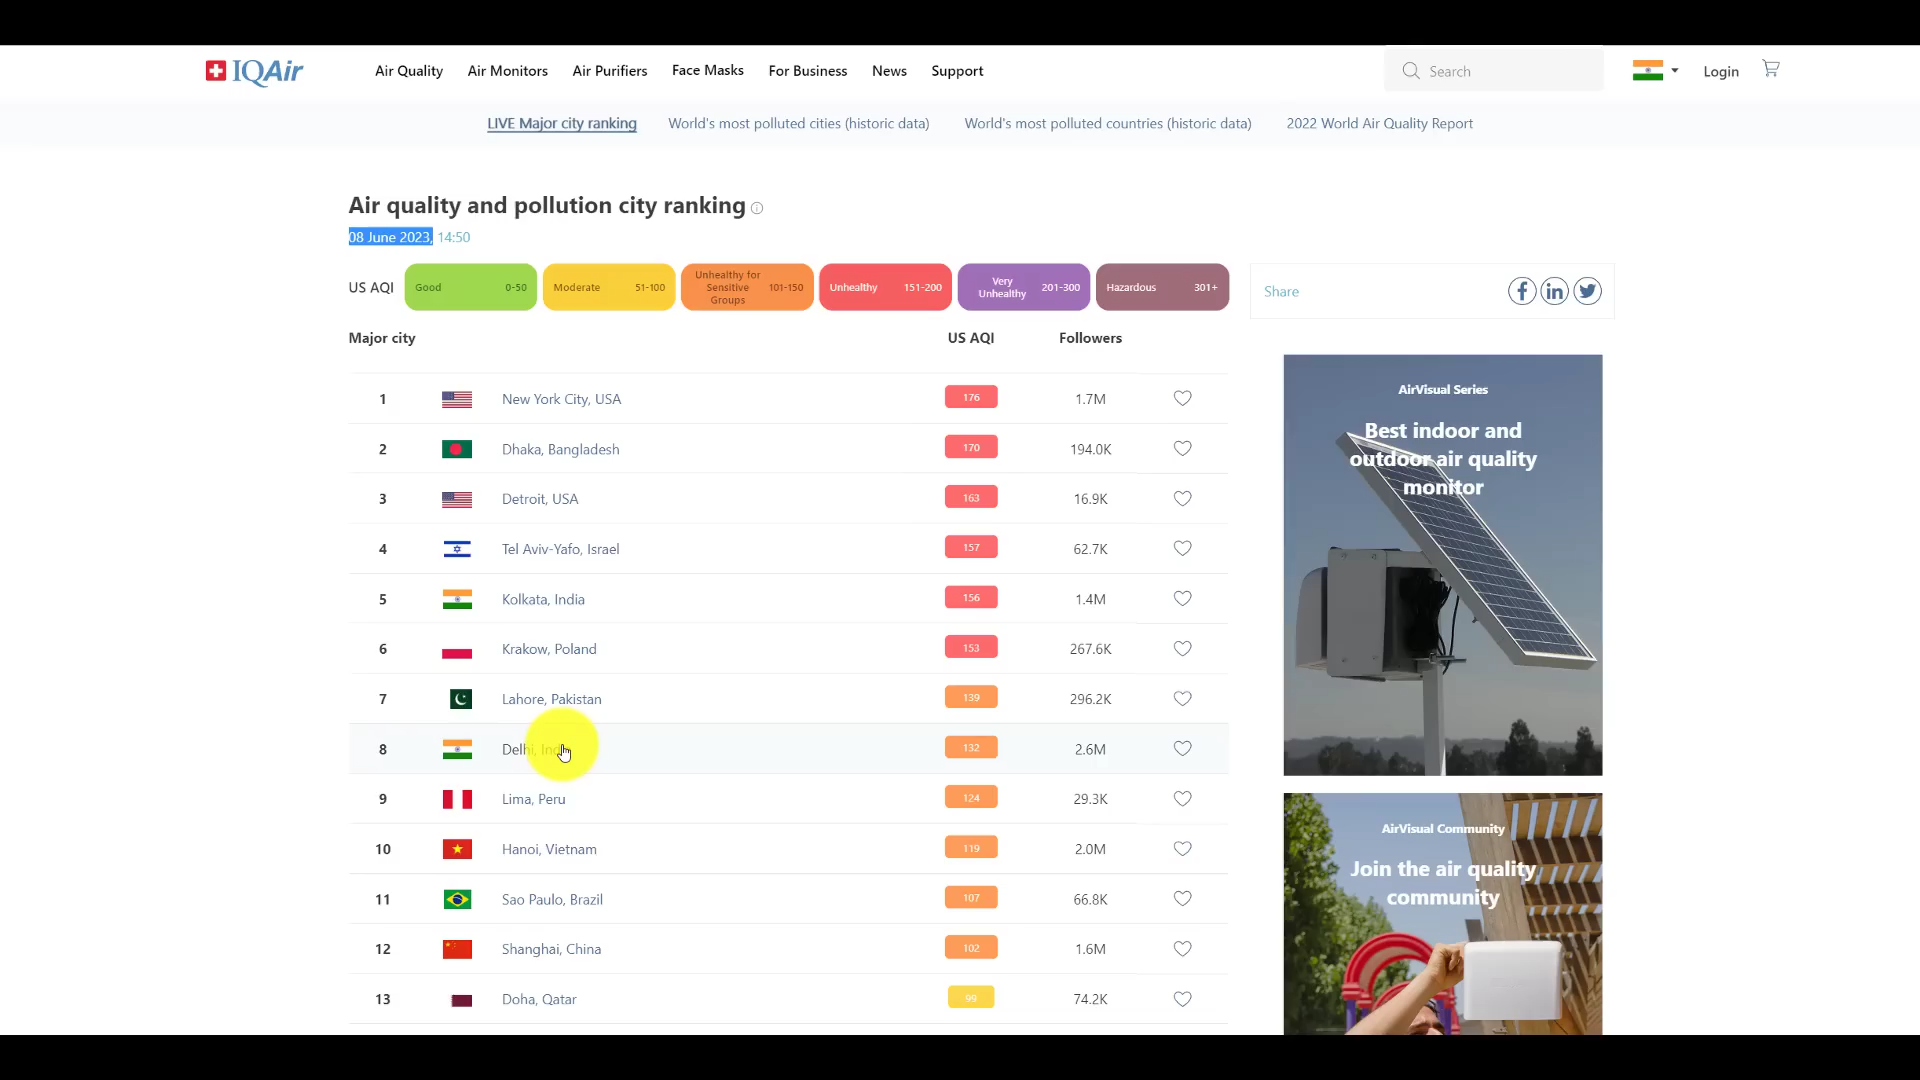 IQAir
Air Quality Air Monitors Air Purifiers Face Masks For Business News Support Search Login
LIVE Major city ranking World's most polluted cities (historic data) World's most polluted countries (historic data) 2022 World Air Quality Report
Air quality and pollution city ranking
08 June 2023, 14:50
US AQI Good 0-50 Moderate 51-100 Unhealthy for Sensitive Groups 101-150 Unhealthy 151-200 Very Unhealthy 201-300 Hazardous 301+
Share
Major city US AQI Followers
1 New York City, USA 176 1.7M
2 Dhaka, Bangladesh 170 194.0K
3 Detroit, USA 163 16.9K
4 Tel Aviv-Yafo, Israel 157 62.7K
5 Kolkata, India 156 1.4M
6 Krakow, Poland 153 267.6K
7 Lahore, Pakistan 139 296.2K
8 Delhi, India 132 2.6M
9 Lima, Peru 124 29.3K
10 Hanoi, Vietnam 119 2.0M
11 Sao Paulo, Brazil 107 66.8K
12 Shanghai, China 102 1.6M
13 Doha, Qatar 99 74.2K
AirVisual Series
Best indoor and
outdoor air quality
monitor
AirVisual Community
Join the air quality
community